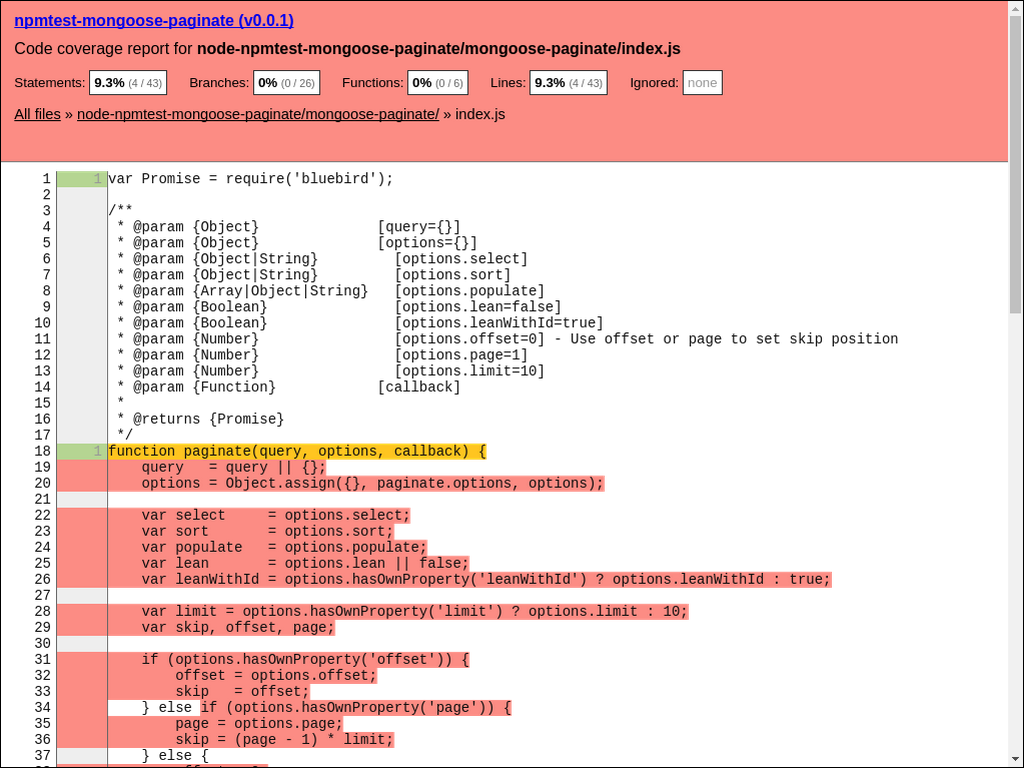 npmtest-mongoose-paginate (v0.0.1)
Code coverage report for node-npmtest-mongoose-paginate/mongoose-paginate/index.js
Statements: 9.3% (4 / 43) Branches: 0% (0 / 26) Functions: 0% (0 / 6) Lines: 9.3% (4 / 43) Ignored: none
All files » node-npmtest-mongoose-paginate/mongoose-paginate/ » index.js
1 1 var Promise = require('bluebird');
2
3 /**
4  * @param {Object}              [query={}]
5  * @param {Object}              [options={}]
6  * @param {Object|String}         [options.select]
7  * @param {Object|String}         [options.sort]
8  * @param {Array|Object|String}   [options.populate]
9  * @param {Boolean}               [options.lean=false]
10  * @param {Boolean}               [options.leanWithId=true]
11  * @param {Number}                [options.offset=0] - Use offset or page to set skip position
12  * @param {Number}                [options.page=1]
13  * @param {Number}                [options.limit=10]
14  * @param {Function}            [callback]
15  *
16  * @returns {Promise}
17  */
18 1 function paginate(query, options, callback) {
19     query   = query || {};
20     options = Object.assign({}, paginate.options, options);
21
22     var select     = options.select;
23     var sort       = options.sort;
24     var populate   = options.populate;
25     var lean       = options.lean || false;
26     var leanWithId = options.hasOwnProperty('leanWithId') ? options.leanWithId : true;
27
28     var limit = options.hasOwnProperty('limit') ? options.limit : 10;
29     var skip, offset, page;
30
31     if (options.hasOwnProperty('offset')) {
32         offset = options.offset;
33         skip   = offset;
34     } else if (options.hasOwnProperty('page')) {
35         page = options.page;
36         skip = (page - 1) * limit;
37     } else {